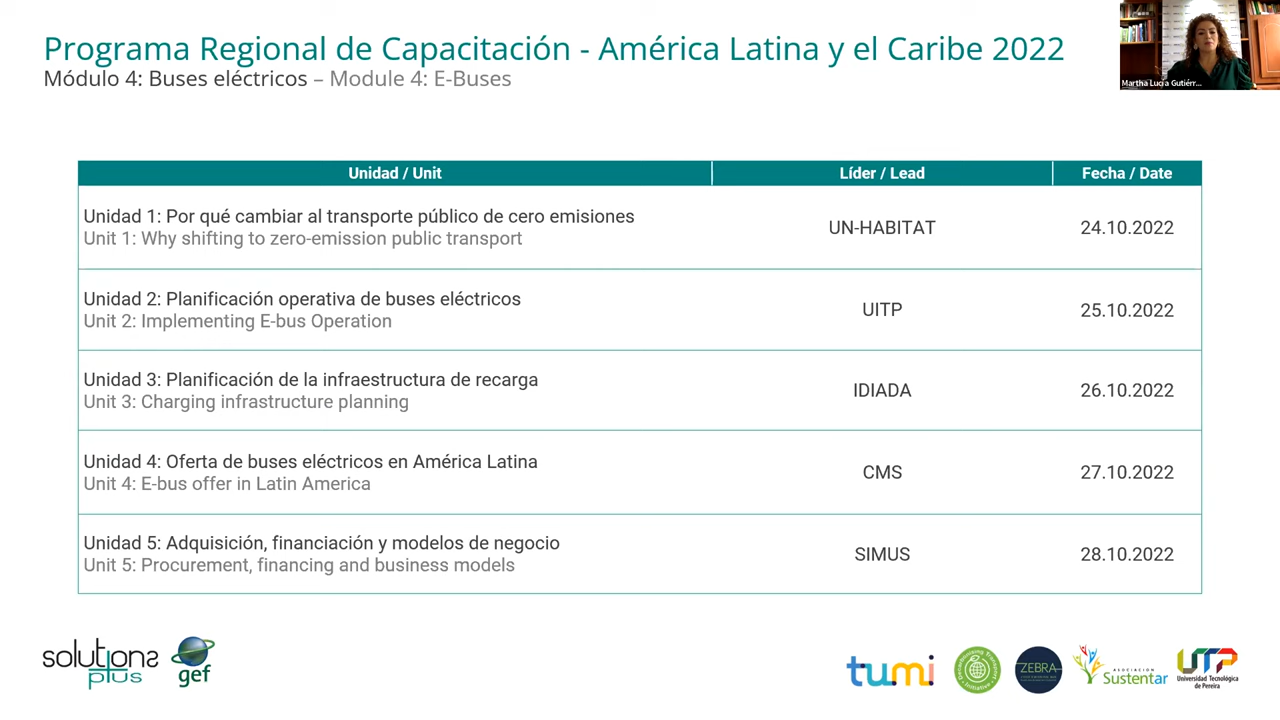 Programa Regional de Capacitación - América Latina y el Caribe 2022
Módulo 4: Buses eléctricos – Module 4: E-Buses
Martha Lucía Gutiérr...
Unidad / Unit
Líder / Lead
Fecha / Date
Unidad 1: Por qué cambiar al transporte público de cero emisiones
Unit 1: Why shifting to zero-emission public transport
UN-HABITAT
24.10.2022
Unidad 2: Planificación operativa de buses eléctricos
Unit 2: Implementing E-bus Operation
UITP
25.10.2022
Unidad 3: Planificación de la infraestructura de recarga
Unit 3: Charging infrastructure planning
IDIADA
26.10.2022
Unidad 4: Oferta de buses eléctricos en América Latina
Unit 4: E-bus offer in Latin America
CMS
27.10.2022
Unidad 5: Adquisición, financiación y modelos de negocio
Unit 5: Procurement, financing and business models
SIMUS
28.10.2022
solutions
plus
gef
tumi
ZEBRA
ASOCIACIÓN
Sustentar
UTP
Universidad Tecnológica
de Pereira